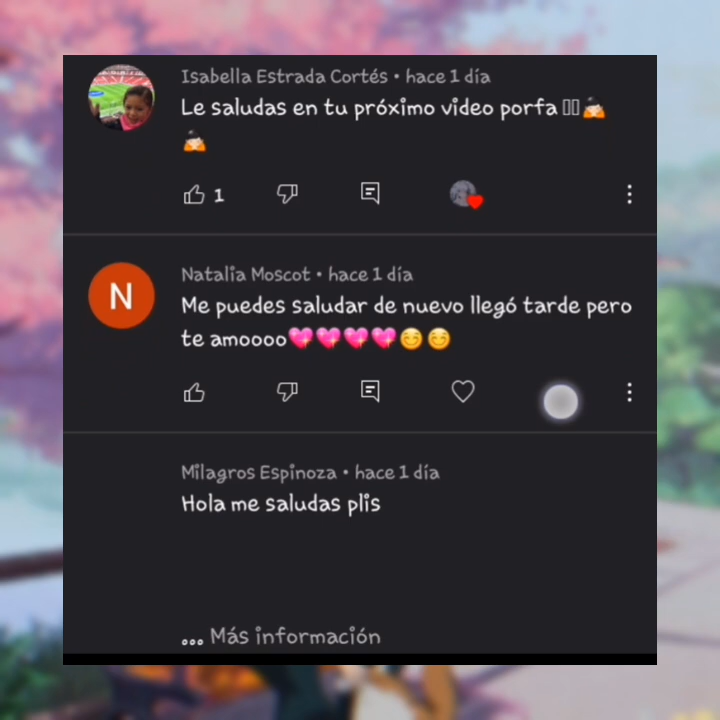 Isabella Estrada Cortés • hace 1 día
Le saludas en tu próximo video porfa 🙇🏻
🙇🏻
1
N
Natalia Moscot • hace 1 día
Me puedes saludar de nuevo llegó tarde pero
te amoooo💖💖💖💖😊😊
Milagros Espinoza • hace 1 día
Hola me saludas plis
... Más información